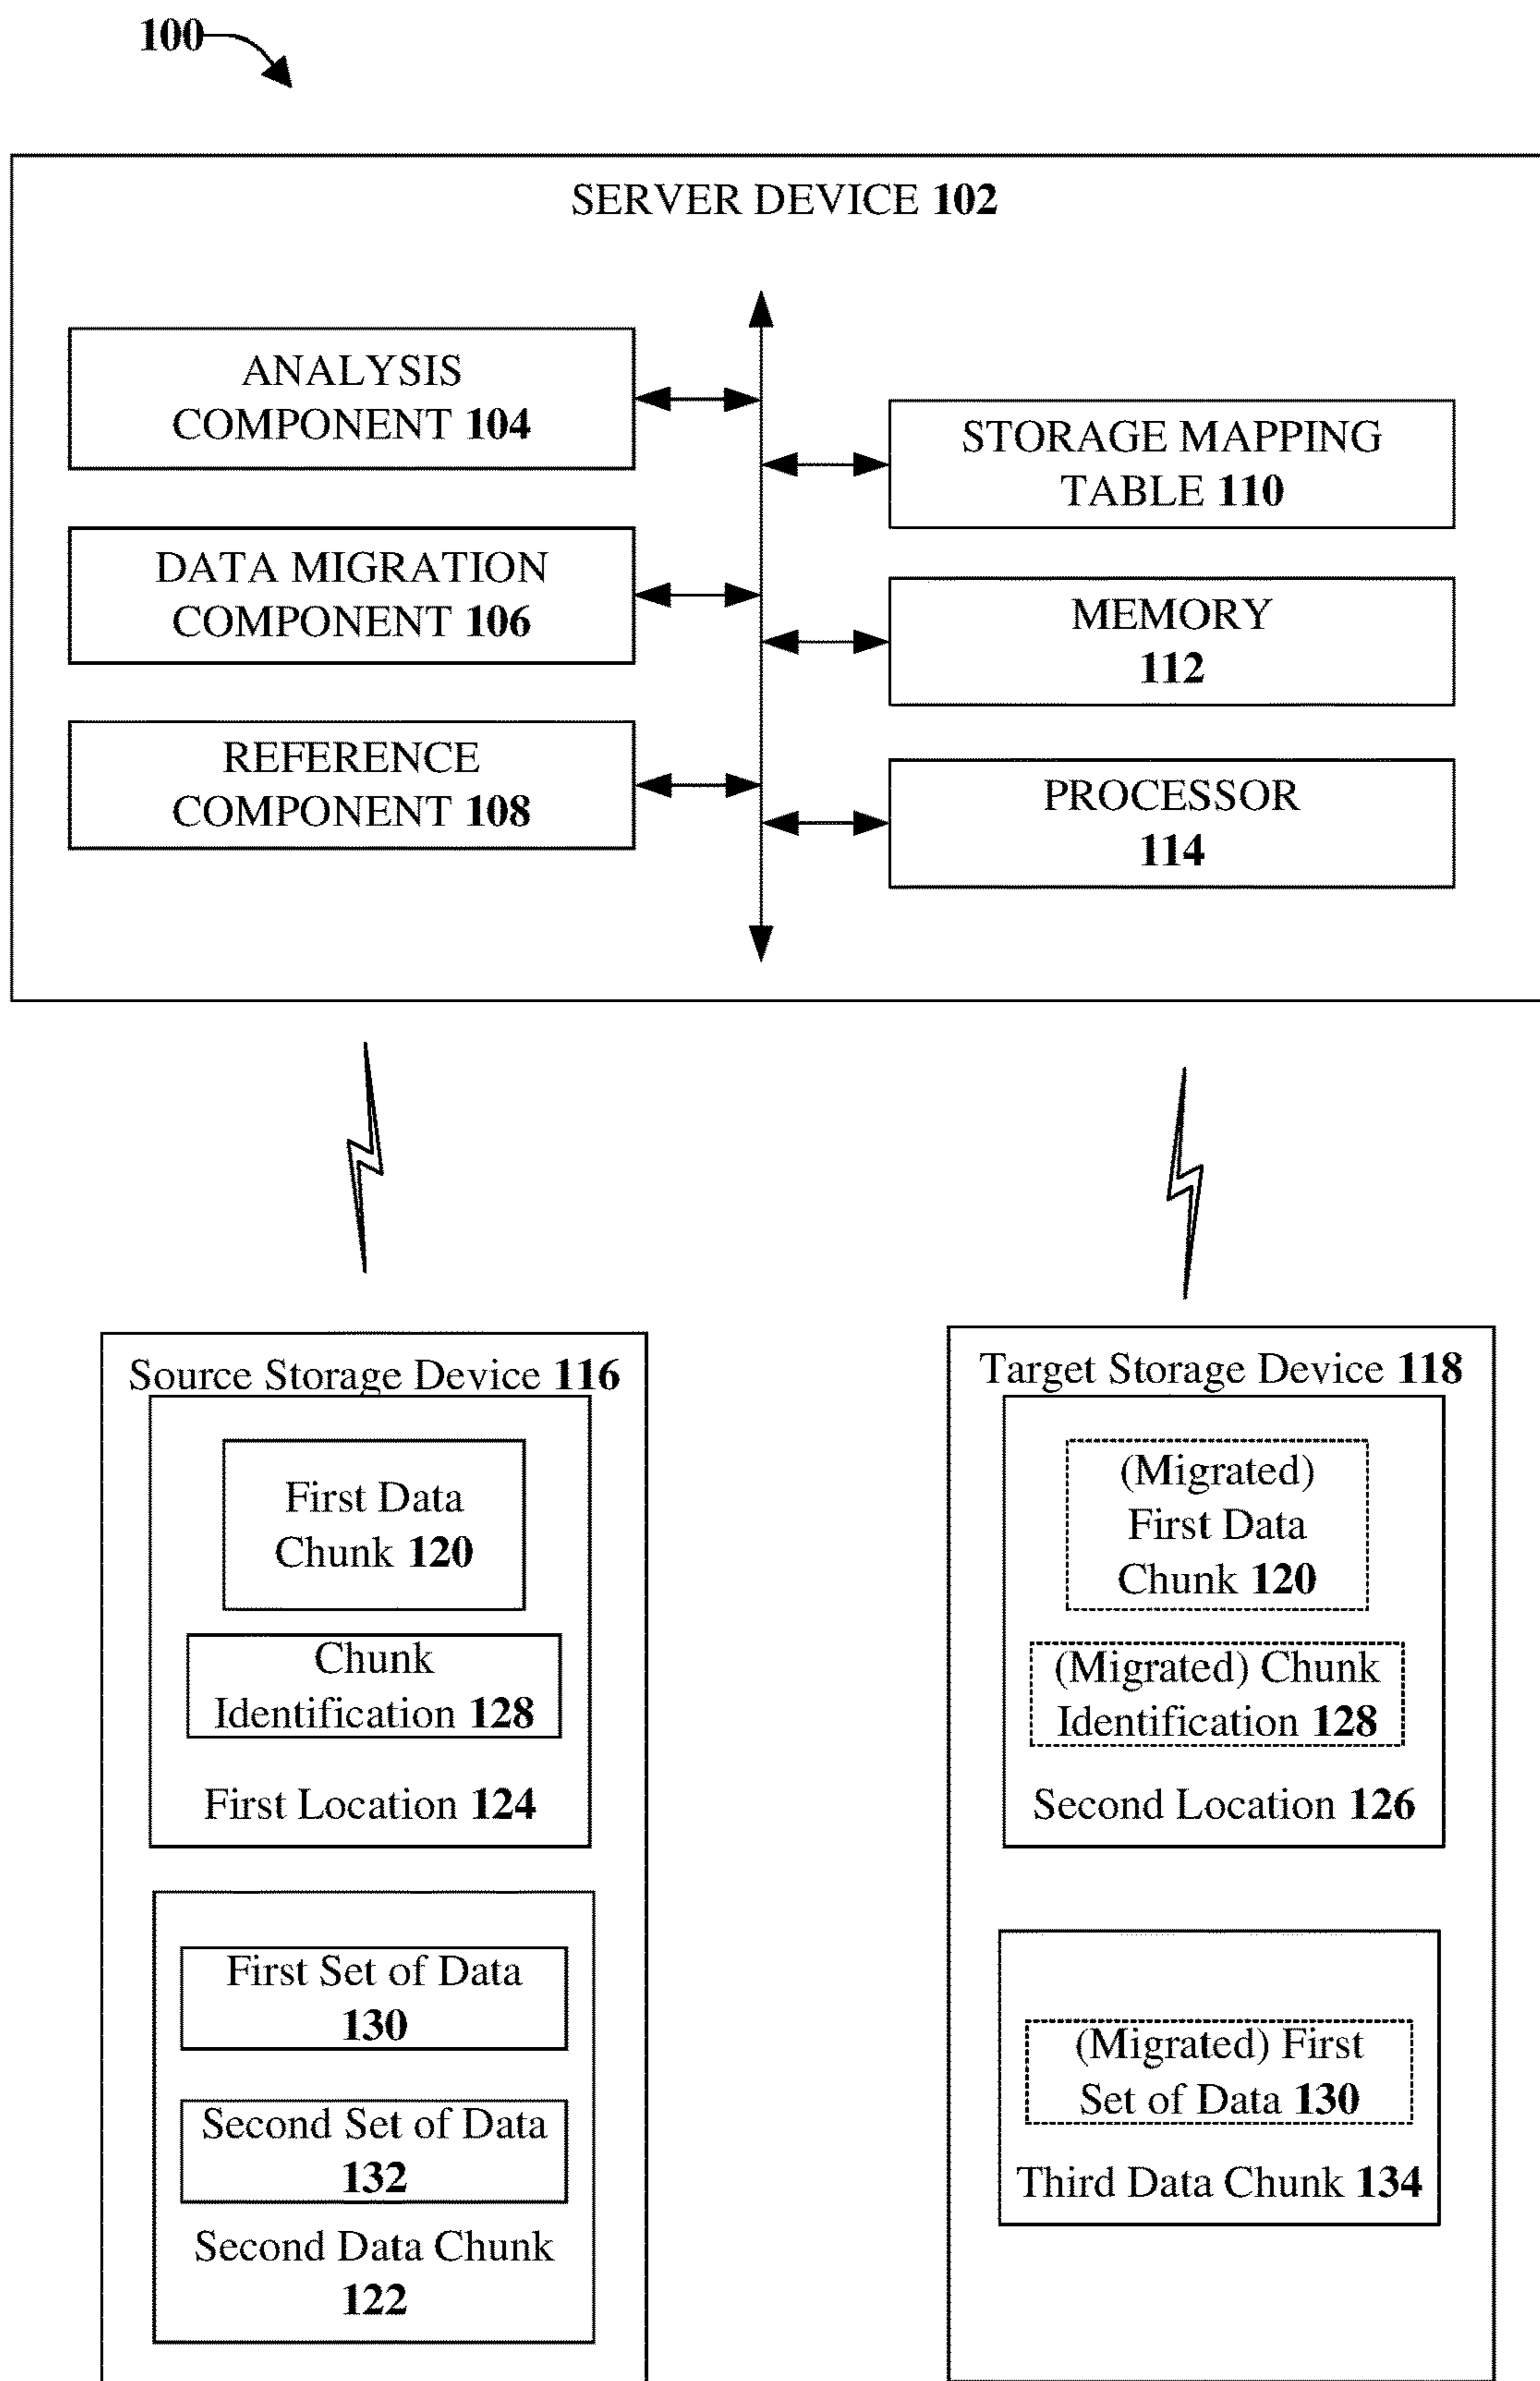 100
SERVER DEVICE 102
ANALYSIS
COMPONENT 104
DATA MIGRATION
COMPONENT 106
REFERENCE
COMPONENT 108
STORAGE MAPPING
TABLE 110
MEMORY
112
PROCESSOR
114
Source Storage Device 116
First Data
Chunk 120
Chunk
Identification 128
First Location 124
First Set of Data
130
Second Set of Data
132
Second Data Chunk
122
Target Storage Device 118
(Migrated)
First Data
Chunk 120
(Migrated) Chunk
Identification 128
Second Location 126
(Migrated) First
Set of Data 130
Third Data Chunk 134